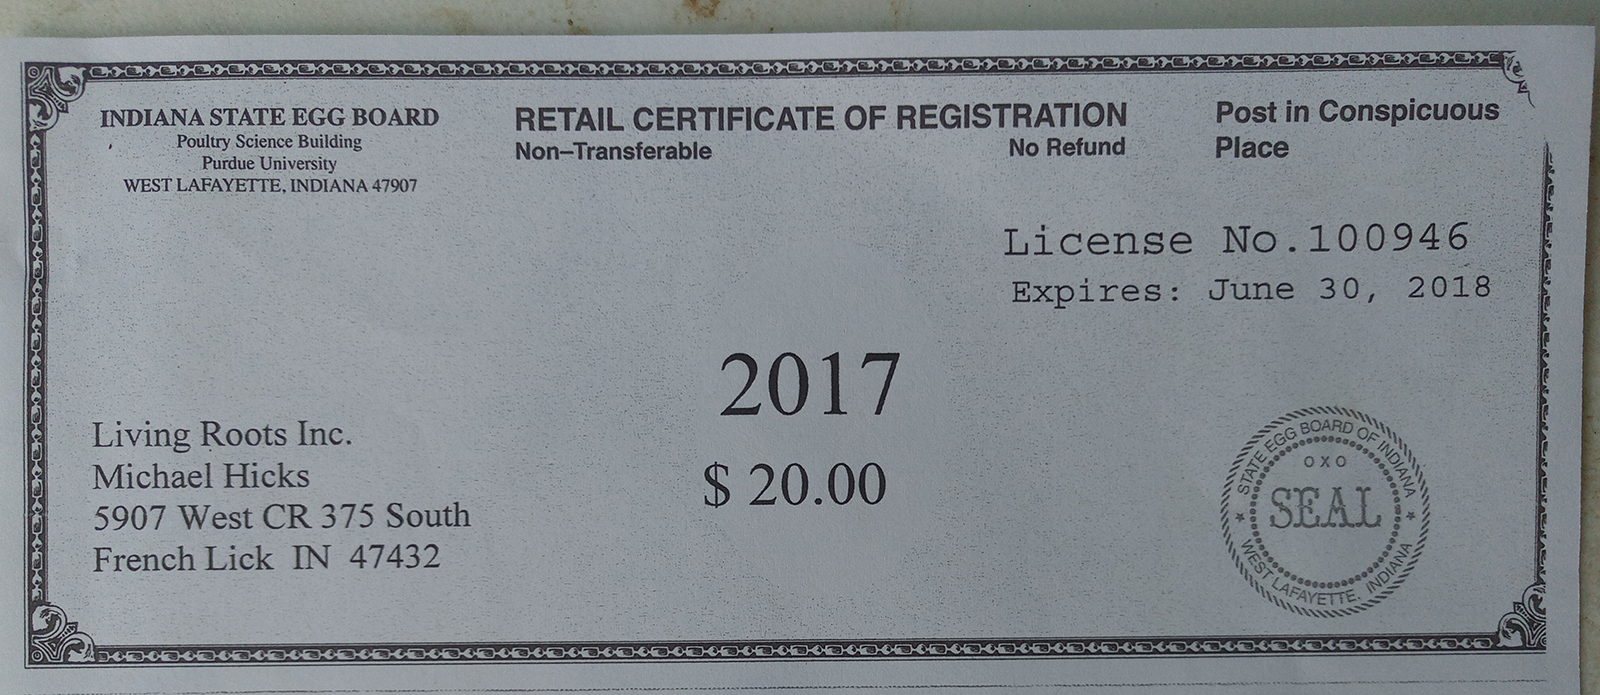 INDIANA STATE EGG BOARD
Poultry Science Building
Purdue University
WEST LAFAYETTE, INDIANA 47907
RETAIL CERTIFICATE OF REGISTRATION
Non–Transferable No Refund
Post in Conspicuous
Place
License No.100946
Expires: June 30, 2018
2017
$ 20.00
Living Roots Inc.
Michael Hicks
5907 West CR 375 South
French Lick IN 47432
STATE EGG BOARD OF INDIANA
OXO
SEAL
WEST LAFAYETTE, INDIANA